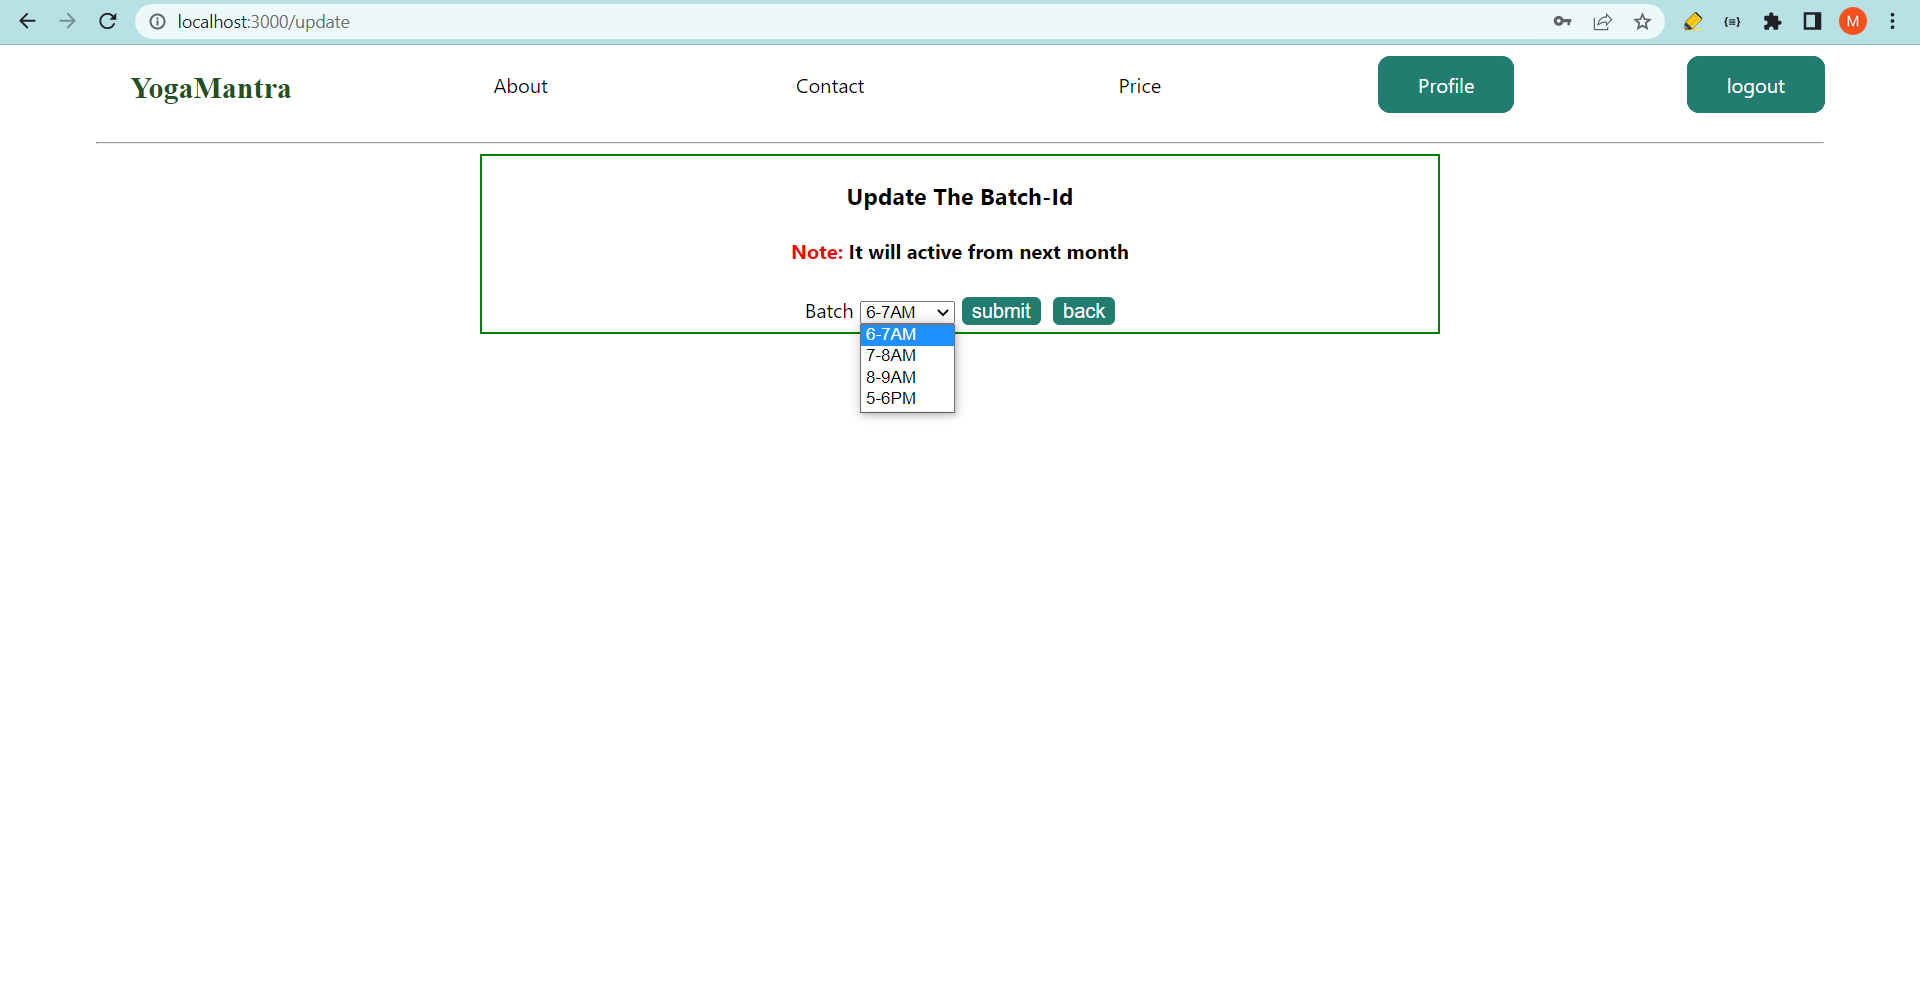 localhost:3000/update
M
YogaMantra
About
Contact
Price
Profile
logout
Update The Batch-Id
Note: It will active from next month
Batch 6-7AM submit back
6-7AM
7-8AM
8-9AM
5-6PM